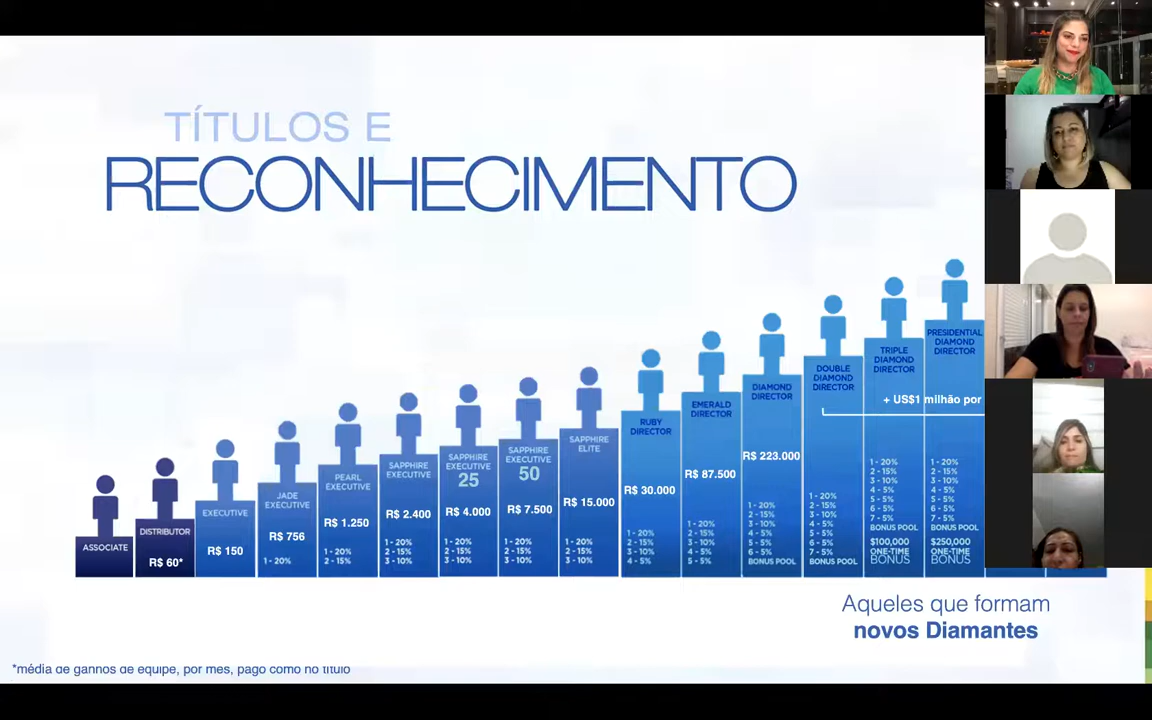 TÍTULOS E
RECONHECIMENTO
ASSOCIATE
DISTRIBUTOR
R$ 60*
EXECUTIVE
R$ 150
JADE
EXECUTIVE
R$ 756
1 - 20%
PEARL
EXECUTIVE
R$ 1.250
1 - 20%
2 - 15%
SAPPHIRE
EXECUTIVE
R$ 2.400
1 - 20%
2 - 15%
3 - 10%
SAPPHIRE
EXECUTIVE
25
R$ 4.000
1 - 20%
2 - 15%
3 - 10%
SAPPHIRE
EXECUTIVE
50
R$ 7.500
1 - 20%
2 - 15%
3 - 10%
SAPPHIRE
ELITE
R$ 15.000
1 - 20%
2 - 15%
3 - 10%
RUBY
DIRECTOR
R$ 30.000
1 - 20%
2 - 15%
3 - 10%
4 - 5%
EMERALD
DIRECTOR
R$ 87.500
1 - 20%
2 - 15%
3 - 10%
4 - 5%
5 - 5%
DIAMOND
DIRECTOR
R$ 223.000
1 - 20%
2 - 15%
3 - 10%
4 - 5%
5 - 5%
6 - 5%
BONUS POOL
DOUBLE
DIAMOND
DIRECTOR
1 - 20%
2 - 15%
3 - 10%
4 - 5%
5 - 5%
6 - 5%
7 - 5%
BONUS POOL
TRIPLE
DIAMOND
DIRECTOR
+ US$1 milhão por
1 - 20%
2 - 15%
3 - 10%
4 - 5%
5 - 5%
6 - 5%
7 - 5%
BONUS POOL
$100,000
ONE-TIME
BONUS
PRESIDENTIAL
DIAMOND
DIRECTOR
1 - 20%
2 - 15%
3 - 10%
4 - 5%
5 - 5%
6 - 5%
7 - 5%
BONUS POOL
$250,000
ONE-TIME
BONUS
Aqueles que formam
novos Diamantes
*média de ganhos de equipe, por mês, pago como no título